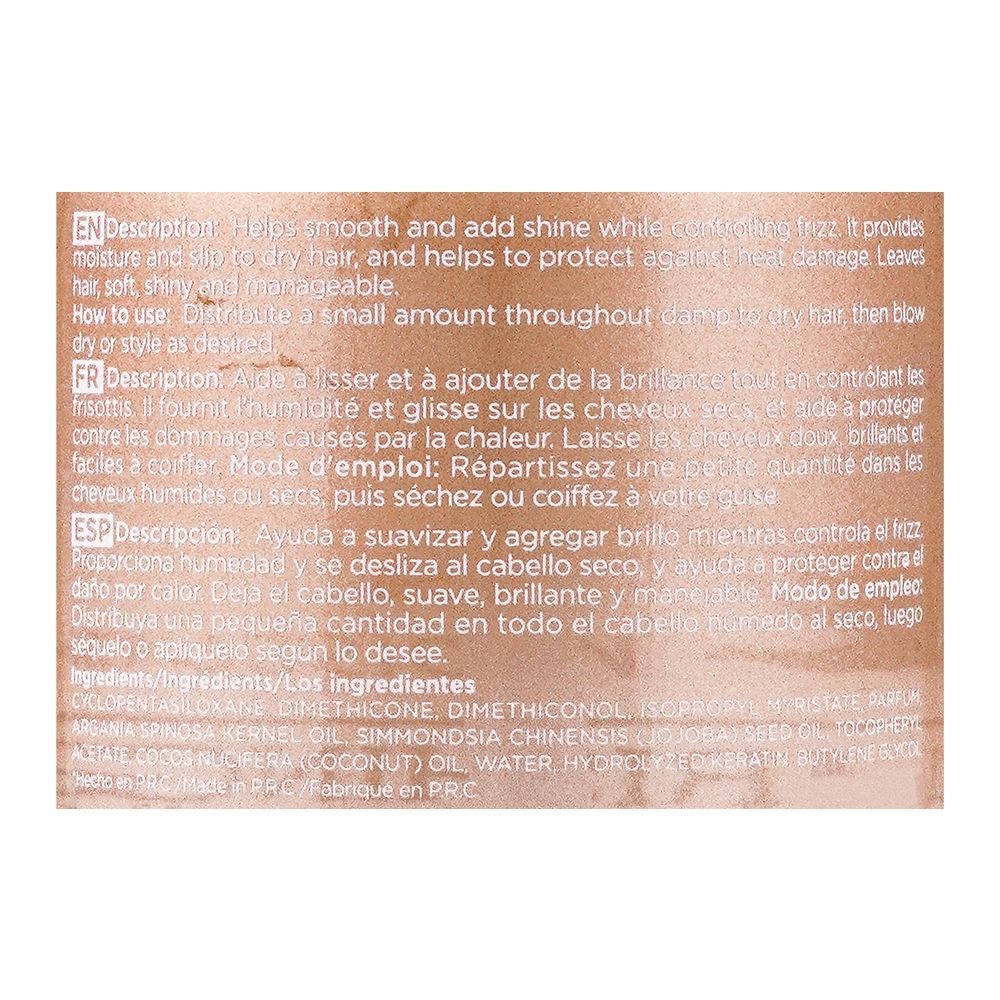 EN Description: Helps smooth and add shine while controlling frizz. It provides
moisture and slip to dry hair, and helps to protect against heat damage. Leaves
hair, soft, shiny and manageable.
How to use: Distribute a small amount throughout damp to dry hair, then blow
dry or style as desired.
FR Description: Aide à lisser et à ajouter de la brillance tout en contrôlant les
frisottis. Il fournit l'humidité et glisse sur les cheveux secs, et aide à protéger
contre les dommages causés par la chaleur. Laisse les cheveux doux, brillants et
faciles à coiffer. Mode d'emploi: Répartissez une petite quantité dans les
cheveux humides ou secs, puis séchez ou coiffez à votre guise.
ESP Descripción: Ayuda a suavizar y agregar brillo mientras controla el frizz.
Proporciona humedad y se desliza al cabello seco, y ayuda a proteger contra el
daño por calor. Deja el cabello, suave, brillante y manejable. Modo de empleo:
Distribuya una pequeña cantidad en todo el cabello húmedo al seco, luego
séquelo o aplíquelo según lo desee.
Ingredients/Ingrédients/Los ingredientes
CYCLOPENTASILOXANE, DIMETHICONE, DIMETHICONOL, ISOPROPYL MYRISTATE, PARFUM,
ARGANIA SPINOSA KERNEL OIL, SIMMONDSIA CHINENSIS (JOJOBA) SEED OIL, TOCOPHERYL
ACETATE, COCOS NUCIFERA (COCONUT) OIL, WATER, HYDROLYZED KERATIN, BUTYLENE GLYCOL
*Hecho en P.R.C./Made in P.R.C./Fabriqué en P.R.C